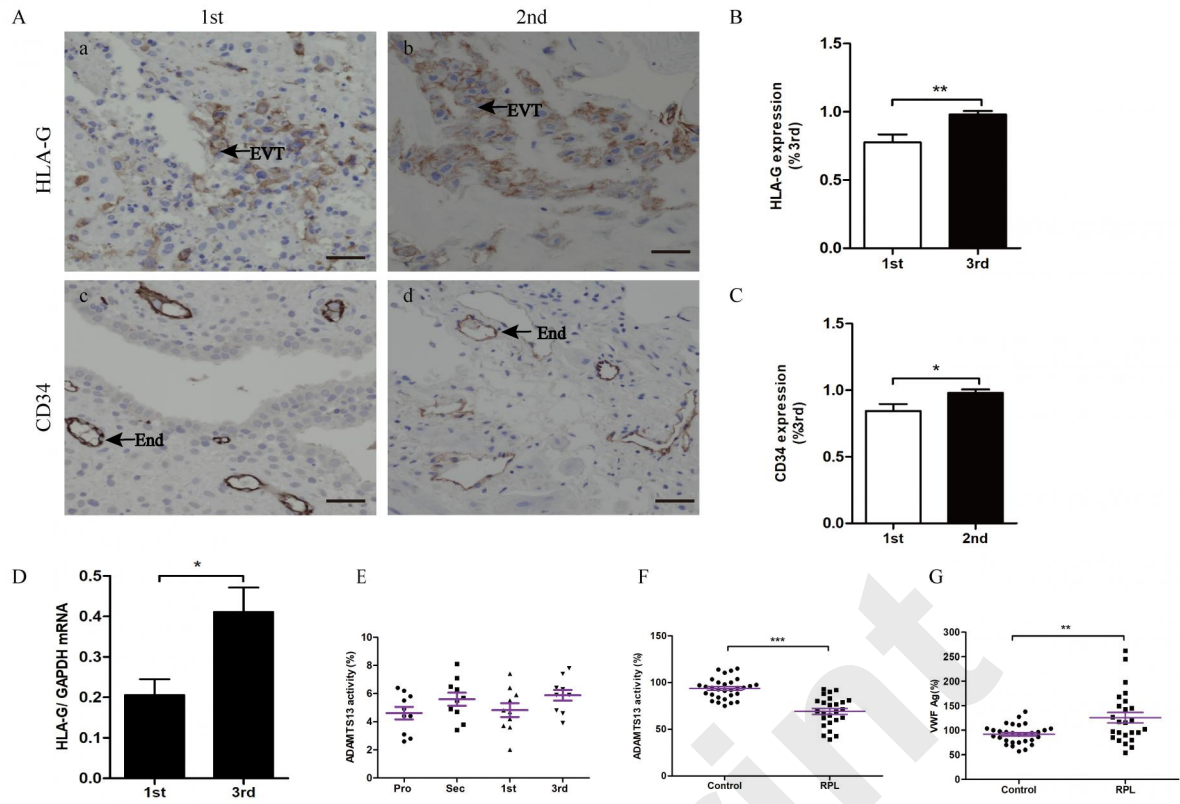 A
1st
2nd
HLA-G
a
EVT
b
EVT
CD34
c
End
d
End
B
HLA-G expression
(% 3rd)
1.5
1.0
0.5
0.0
**
1st 3rd
C
CD34 expression
(%3rd)
1.5
1.0
0.5
0.0
*
1st 2nd
D
HLA-G/ GAPDH mRNA
0.5
0.4
0.3
0.2
0.1
0.0
*
1st 3rd
E
ADAMTS13 activity (%)
10
8
6
4
2
0
Pro Sec 1st 3rd
F
ADAMTS13 activity (%)
150
100
50
0
***
Control RPL
G
VWF Ag(%)
300
250
200
150
100
50
0
**
Control RPL